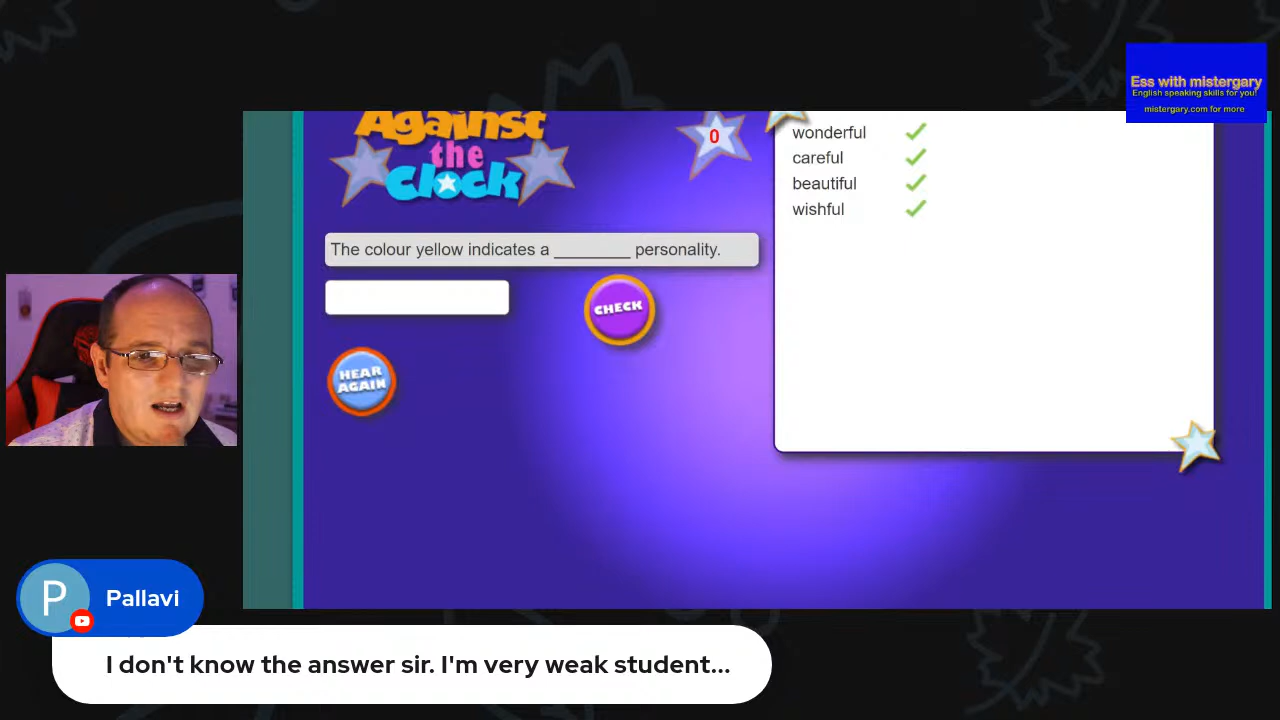 Ess with mistergary
English speaking skills for you!
mistergary.com for more
Against
the
Clock
0
wonderful
careful
beautiful
wishful
The colour yellow indicates a ________ personality.
CHECK
HEAR
AGAIN
P
Pallavi
I don't know the answer sir. I'm very weak student...